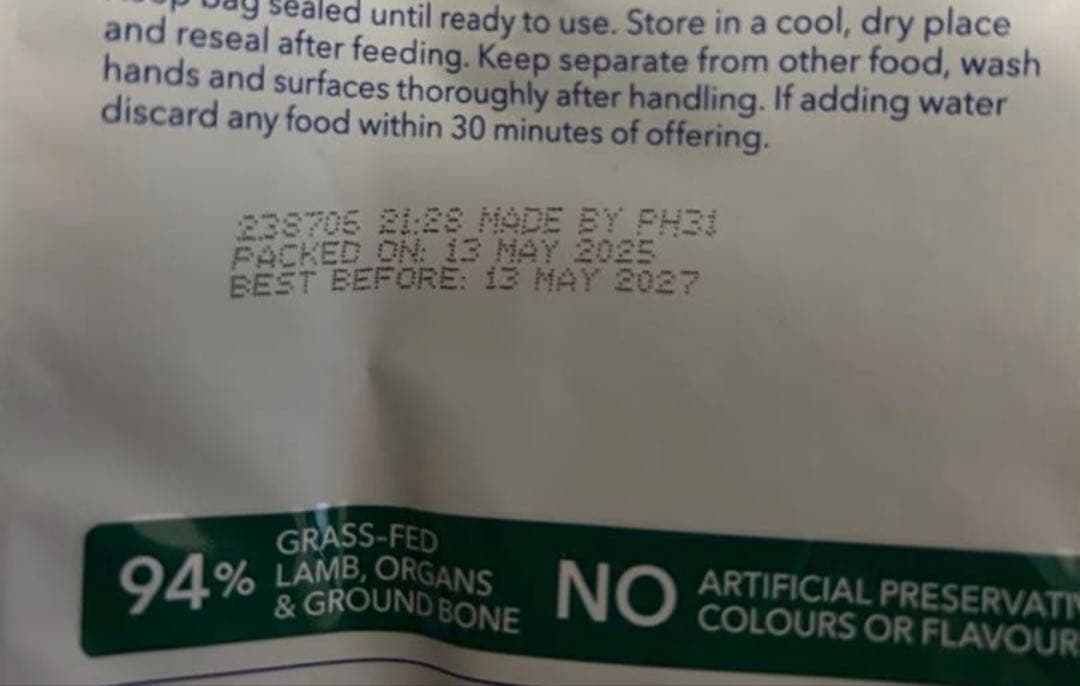 bag sealed until ready to use. Store in a cool, dry place
and reseal after feeding. Keep separate from other food, wash
hands and surfaces thoroughly after handling. If adding water
discard any food within 30 minutes of offering.
21:28 MADE BY PH31
PACKED ON: 13 MAY 2025
BEST BEFORE: 13 MAY 2027
94% GRASS-FED
LAMB, ORGANS
& GROUND BONE
NO ARTIFICIAL
COLOURS OR